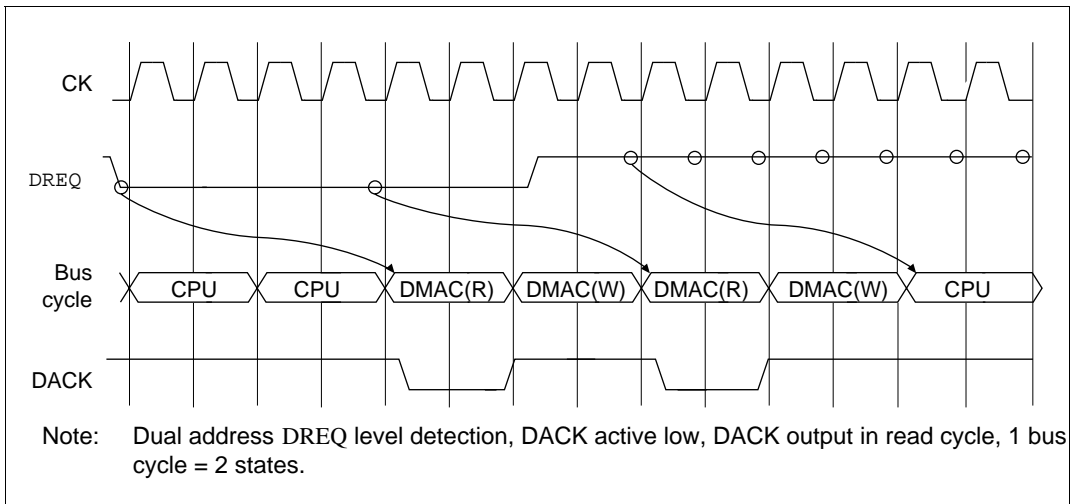 CK
DREQ
Bus
cycle
CPU CPU DMAC(R) DMAC(W) DMAC(R) DMAC(W) CPU
DACK
Note: Dual address DREQ level detection, DACK active low, DACK output in read cycle, 1 bus
cycle = 2 states.